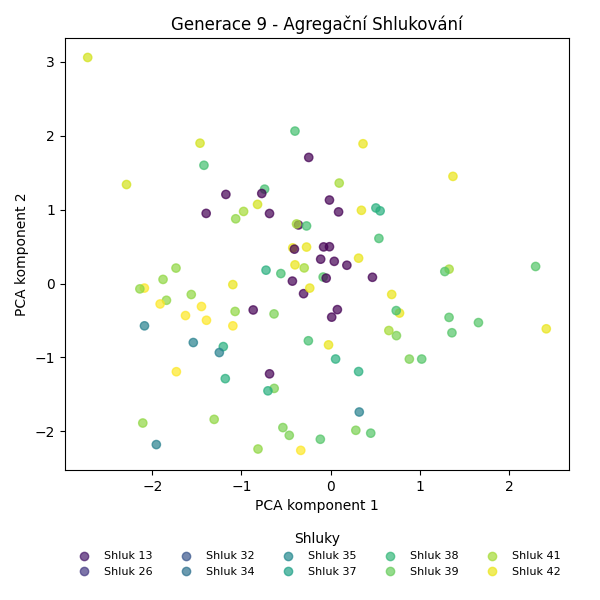 Generace 9 - Agregační Shlukování
PCA komponent 2
3
2
1
0
−1
−2
−2
−1
0
1
2
PCA komponent 1
Shluky
Shluk 13
Shluk 32
Shluk 35
Shluk 38
Shluk 41
Shluk 26
Shluk 34
Shluk 37
Shluk 39
Shluk 42